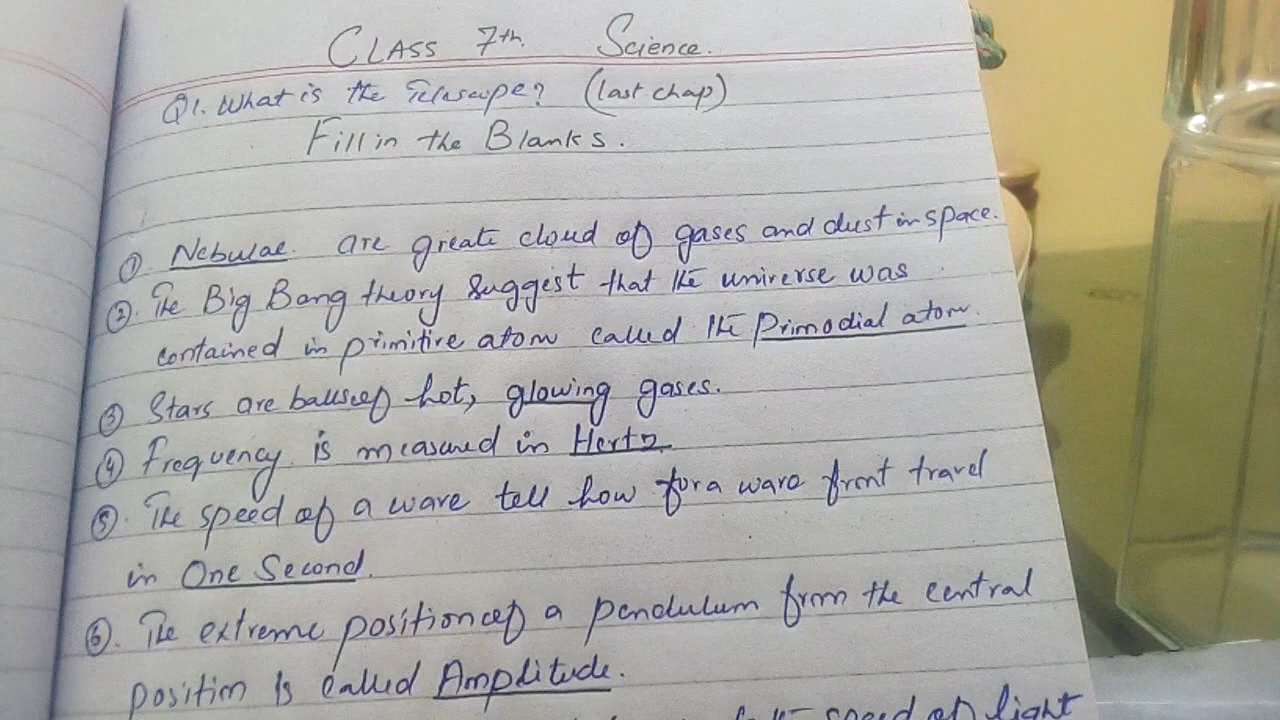 CLASS 7th Science.
Q1. What is the Telescope? (last chap)
Fill in the Blanks.
① Nebulae. are greate cloud of gases and dust in space.
②. The Big Bang theory suggest that the universe was
contained in primitive atom called the Primodial atom.
③ Stars are balls of hot, glowing gases.
④ Frequency is measured in Hertz.
⑤. The speed of a wave tell how far a wave front travel
in One Second.
⑥. The extreme position of a pendulum from the central
position is called Amplitude.
speed of light